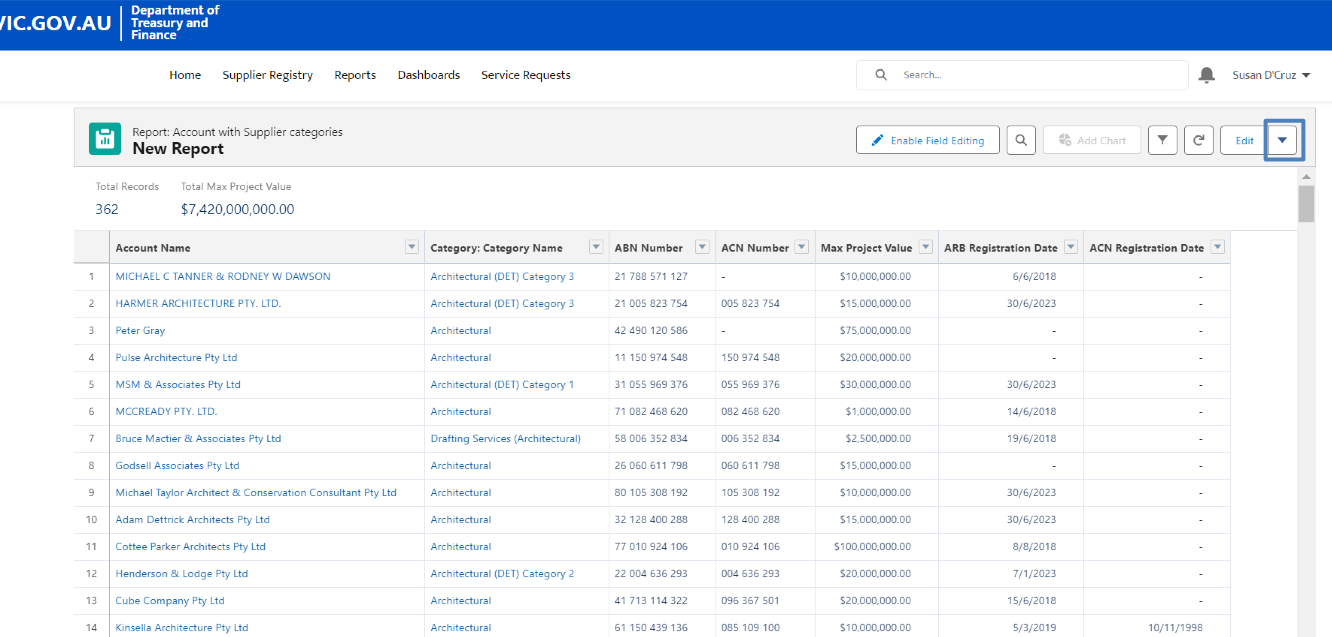 VIC.GOV.AU
Department of
Treasury and
Finance
Home Supplier Registry Reports Dashboards Service Requests Search... Susan D'Cruz
Report: Account with Supplier categories
New Report
Enable Field Editing Add Chart Edit
Total Records Total Max Project Value
362 $7,420,000,000.00
Account Name Category: Category Name ABN Number ACN Number Max Project Value ARB Registration Date ACN Registration Date
1 MICHAEL C TANNER & RODNEY W DAWSON Architectural (DET) Category 3 21 788 571 127 - $10,000,000.00 6/6/2018 -
2 HARMER ARCHITECTURE PTY. LTD. Architectural (DET) Category 3 21 005 823 754 005 823 754 $15,000,000.00 30/6/2023 -
3 Peter Gray Architectural 42 490 120 586 - $75,000,000.00 - -
4 Pulse Architecture Pty Ltd Architectural 11 150 974 548 150 974 548 $20,000,000.00 - -
5 MSM & Associates Pty Ltd Architectural (DET) Category 1 31 055 969 376 055 969 376 $30,000,000.00 30/6/2023 -
6 MCCREADY PTY. LTD. Architectural 71 082 468 620 082 468 620 $1,000,000.00 14/6/2018 -
7 Bruce Mactier & Associates Pty Ltd Drafting Services (Architectural) 58 006 352 834 006 352 834 $2,500,000.00 19/6/2018 -
8 Godsell Associates Pty Ltd Architectural 26 060 611 798 060 611 798 $15,000,000.00 - -
9 Michael Taylor Architect & Conservation Consultant Pty Ltd Architectural 80 105 308 192 105 308 192 $10,000,000.00 30/6/2023 -
10 Adam Dettrick Architects Pty Ltd Architectural 32 128 400 288 128 400 288 $15,000,000.00 30/6/2023 -
11 Cottee Parker Architects Pty Ltd Architectural 77 010 924 106 010 924 106 $100,000,000.00 8/8/2018 -
12 Henderson & Lodge Pty Ltd Architectural (DET) Category 2 22 004 636 293 004 636 293 $20,000,000.00 7/1/2023 -
13 Cube Company Pty Ltd Architectural 41 713 114 322 096 367 501 $20,000,000.00 15/6/2018 -
14 Kinsella Architecture Pty Ltd Architectural 61 150 439 136 085 109 100 $10,000,000.00 5/3/2019 10/11/1998